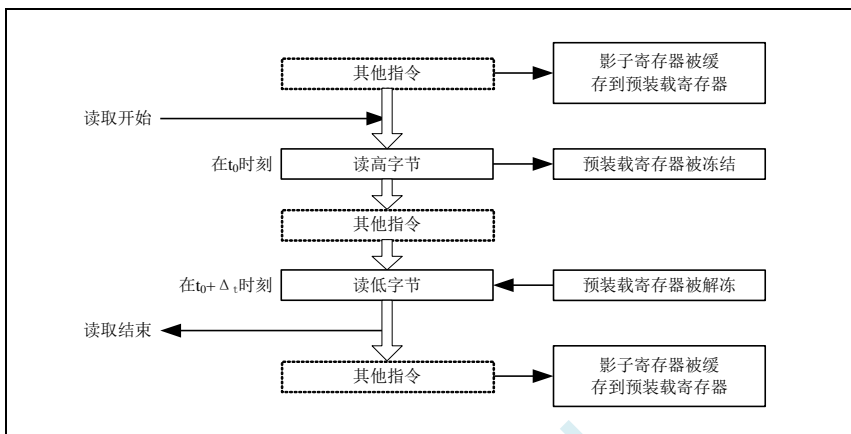 其他指令
影子寄存器被缓
存到预装载寄存器
读取开始
在t₀时刻
读高字节
预装载寄存器被冻结
其他指令
在t₀+Δₜ时刻
读低字节
预装载寄存器被解冻
读取结束
其他指令
影子寄存器被缓
存到预装载寄存器